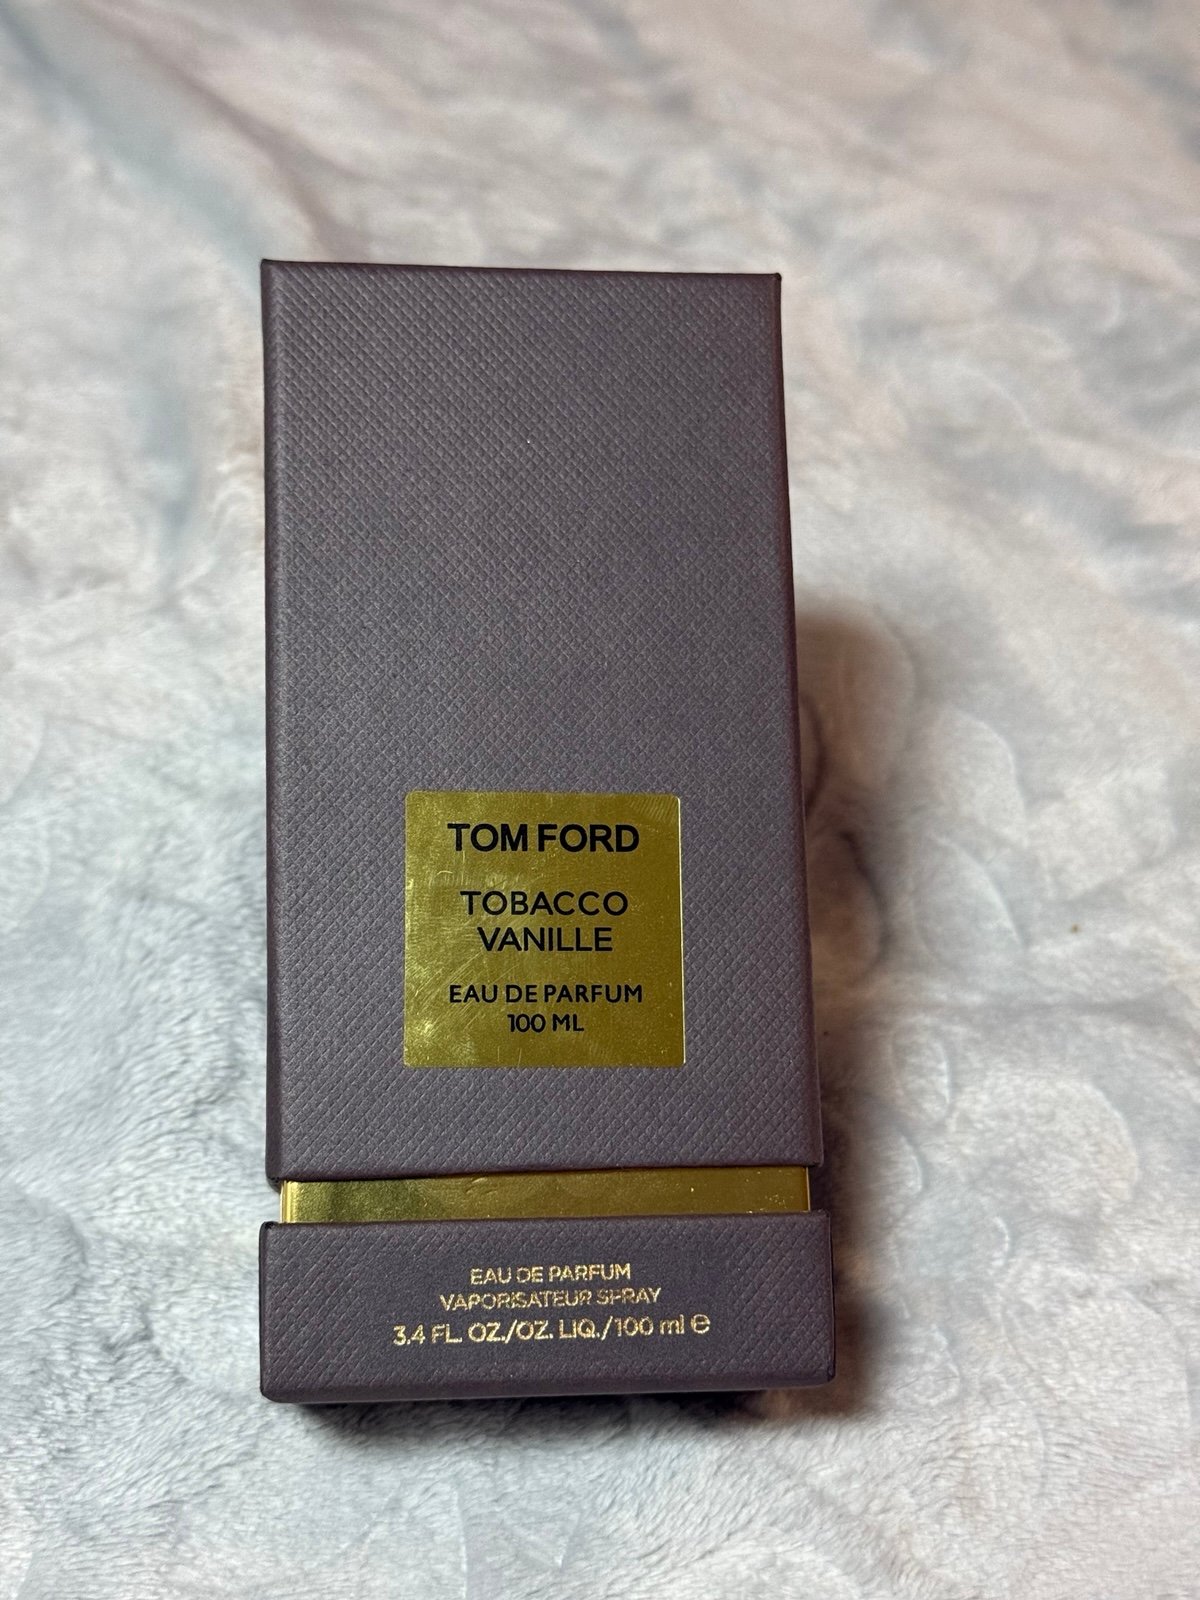 TOM FORD
TOBACCO
VANILLE
EAU DE PARFUM
100 ML
EAU DE PARFUM
VAPORISATEUR SPRAY
3.4 FL. OZ./OZ. LIQ./100 ml ℮